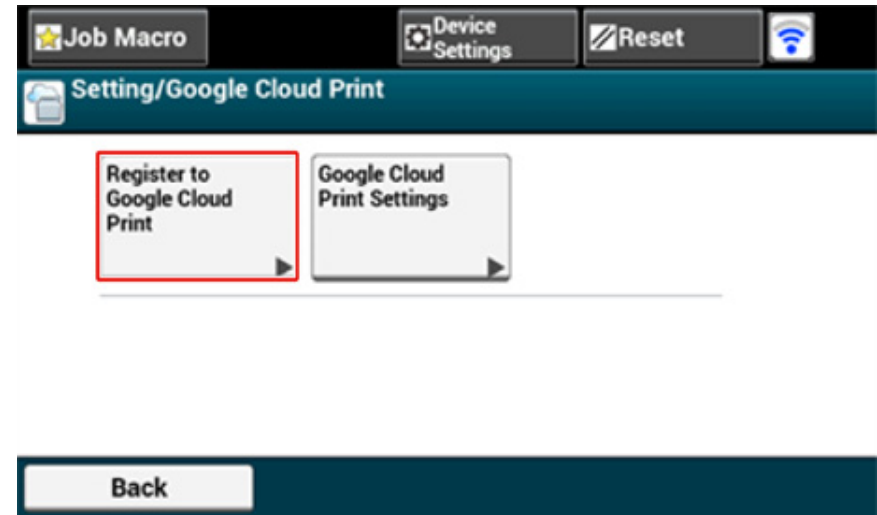 Job Macro
Device
Settings
Reset
Setting/Google Cloud Print
Register to
Google Cloud
Print
Google Cloud
Print Settings
Back